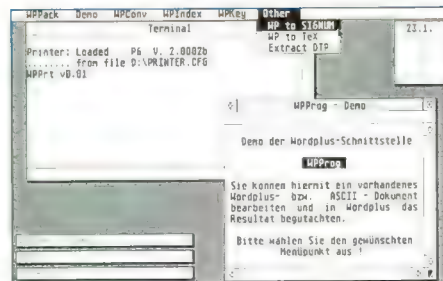 WPPack Demo WPConv WPIndex WPKey Other
23.1.
WP to SIGNUM
WP to TeX
Extract DTP
Terminal
Printer: Loaded P6 V. 2.0002b
........ from file D:\PRINTER.CFG
WPPrt v0.01
WPProg - Demo
Demo der Wordplus-Schnittstelle
WPProg
Sie konnen hiermit ein vorhandenes
Wordplus- bzw. ASCII - Dokument
bearbeiten und in Wordplus das
Resultat begutachten.
Bitte wahlen Sie den gewünschten
Menüpunkt aus !